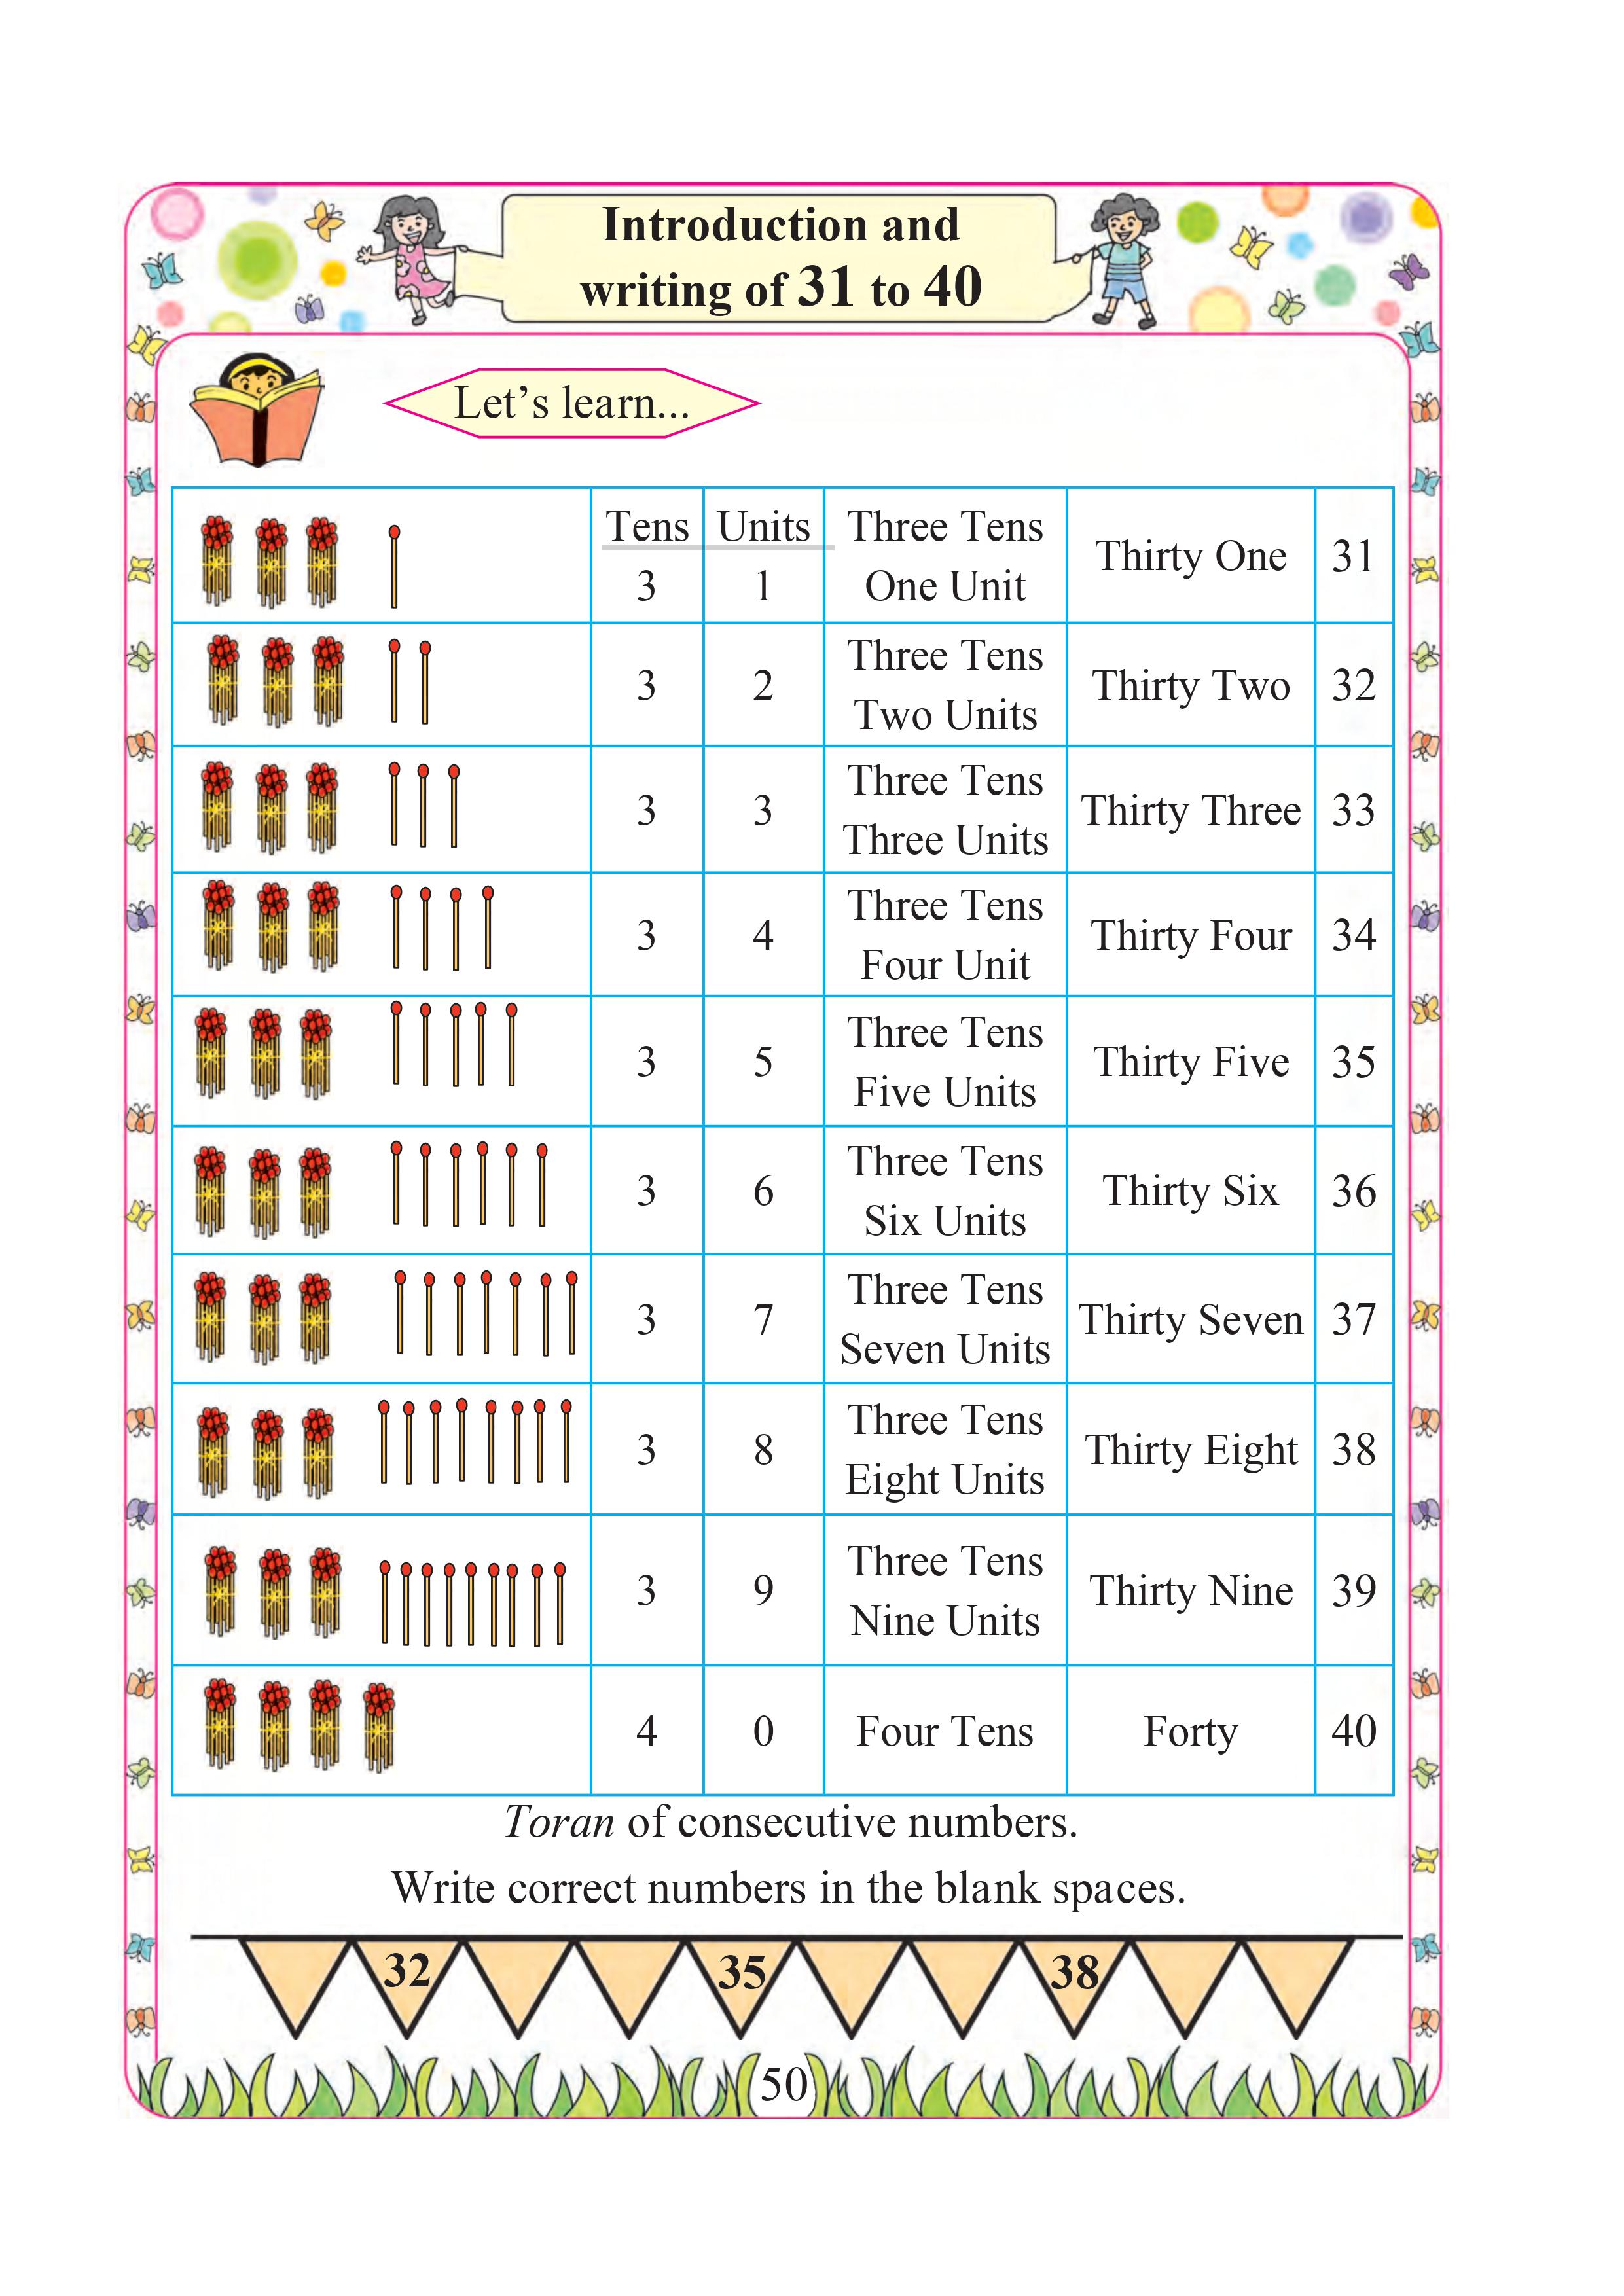 Introduction and
writing of 31 to 40
Let's learn...
Tens Units Three Tens
3 1 One Unit Thirty One 31
Three Tens
3 2 Two Units Thirty Two 32
Three Tens
3 3 Three Units Thirty Three 33
Three Tens
3 4 Four Unit Thirty Four 34
Three Tens
3 5 Five Units Thirty Five 35
Three Tens
3 6 Six Units Thirty Six 36
Three Tens
3 7 Seven Units Thirty Seven 37
Three Tens
3 8 Eight Units Thirty Eight 38
Three Tens
3 9 Nine Units Thirty Nine 39
4 0 Four Tens Forty 40
Toran of consecutive numbers.
Write correct numbers in the blank spaces.
32 35 38
50